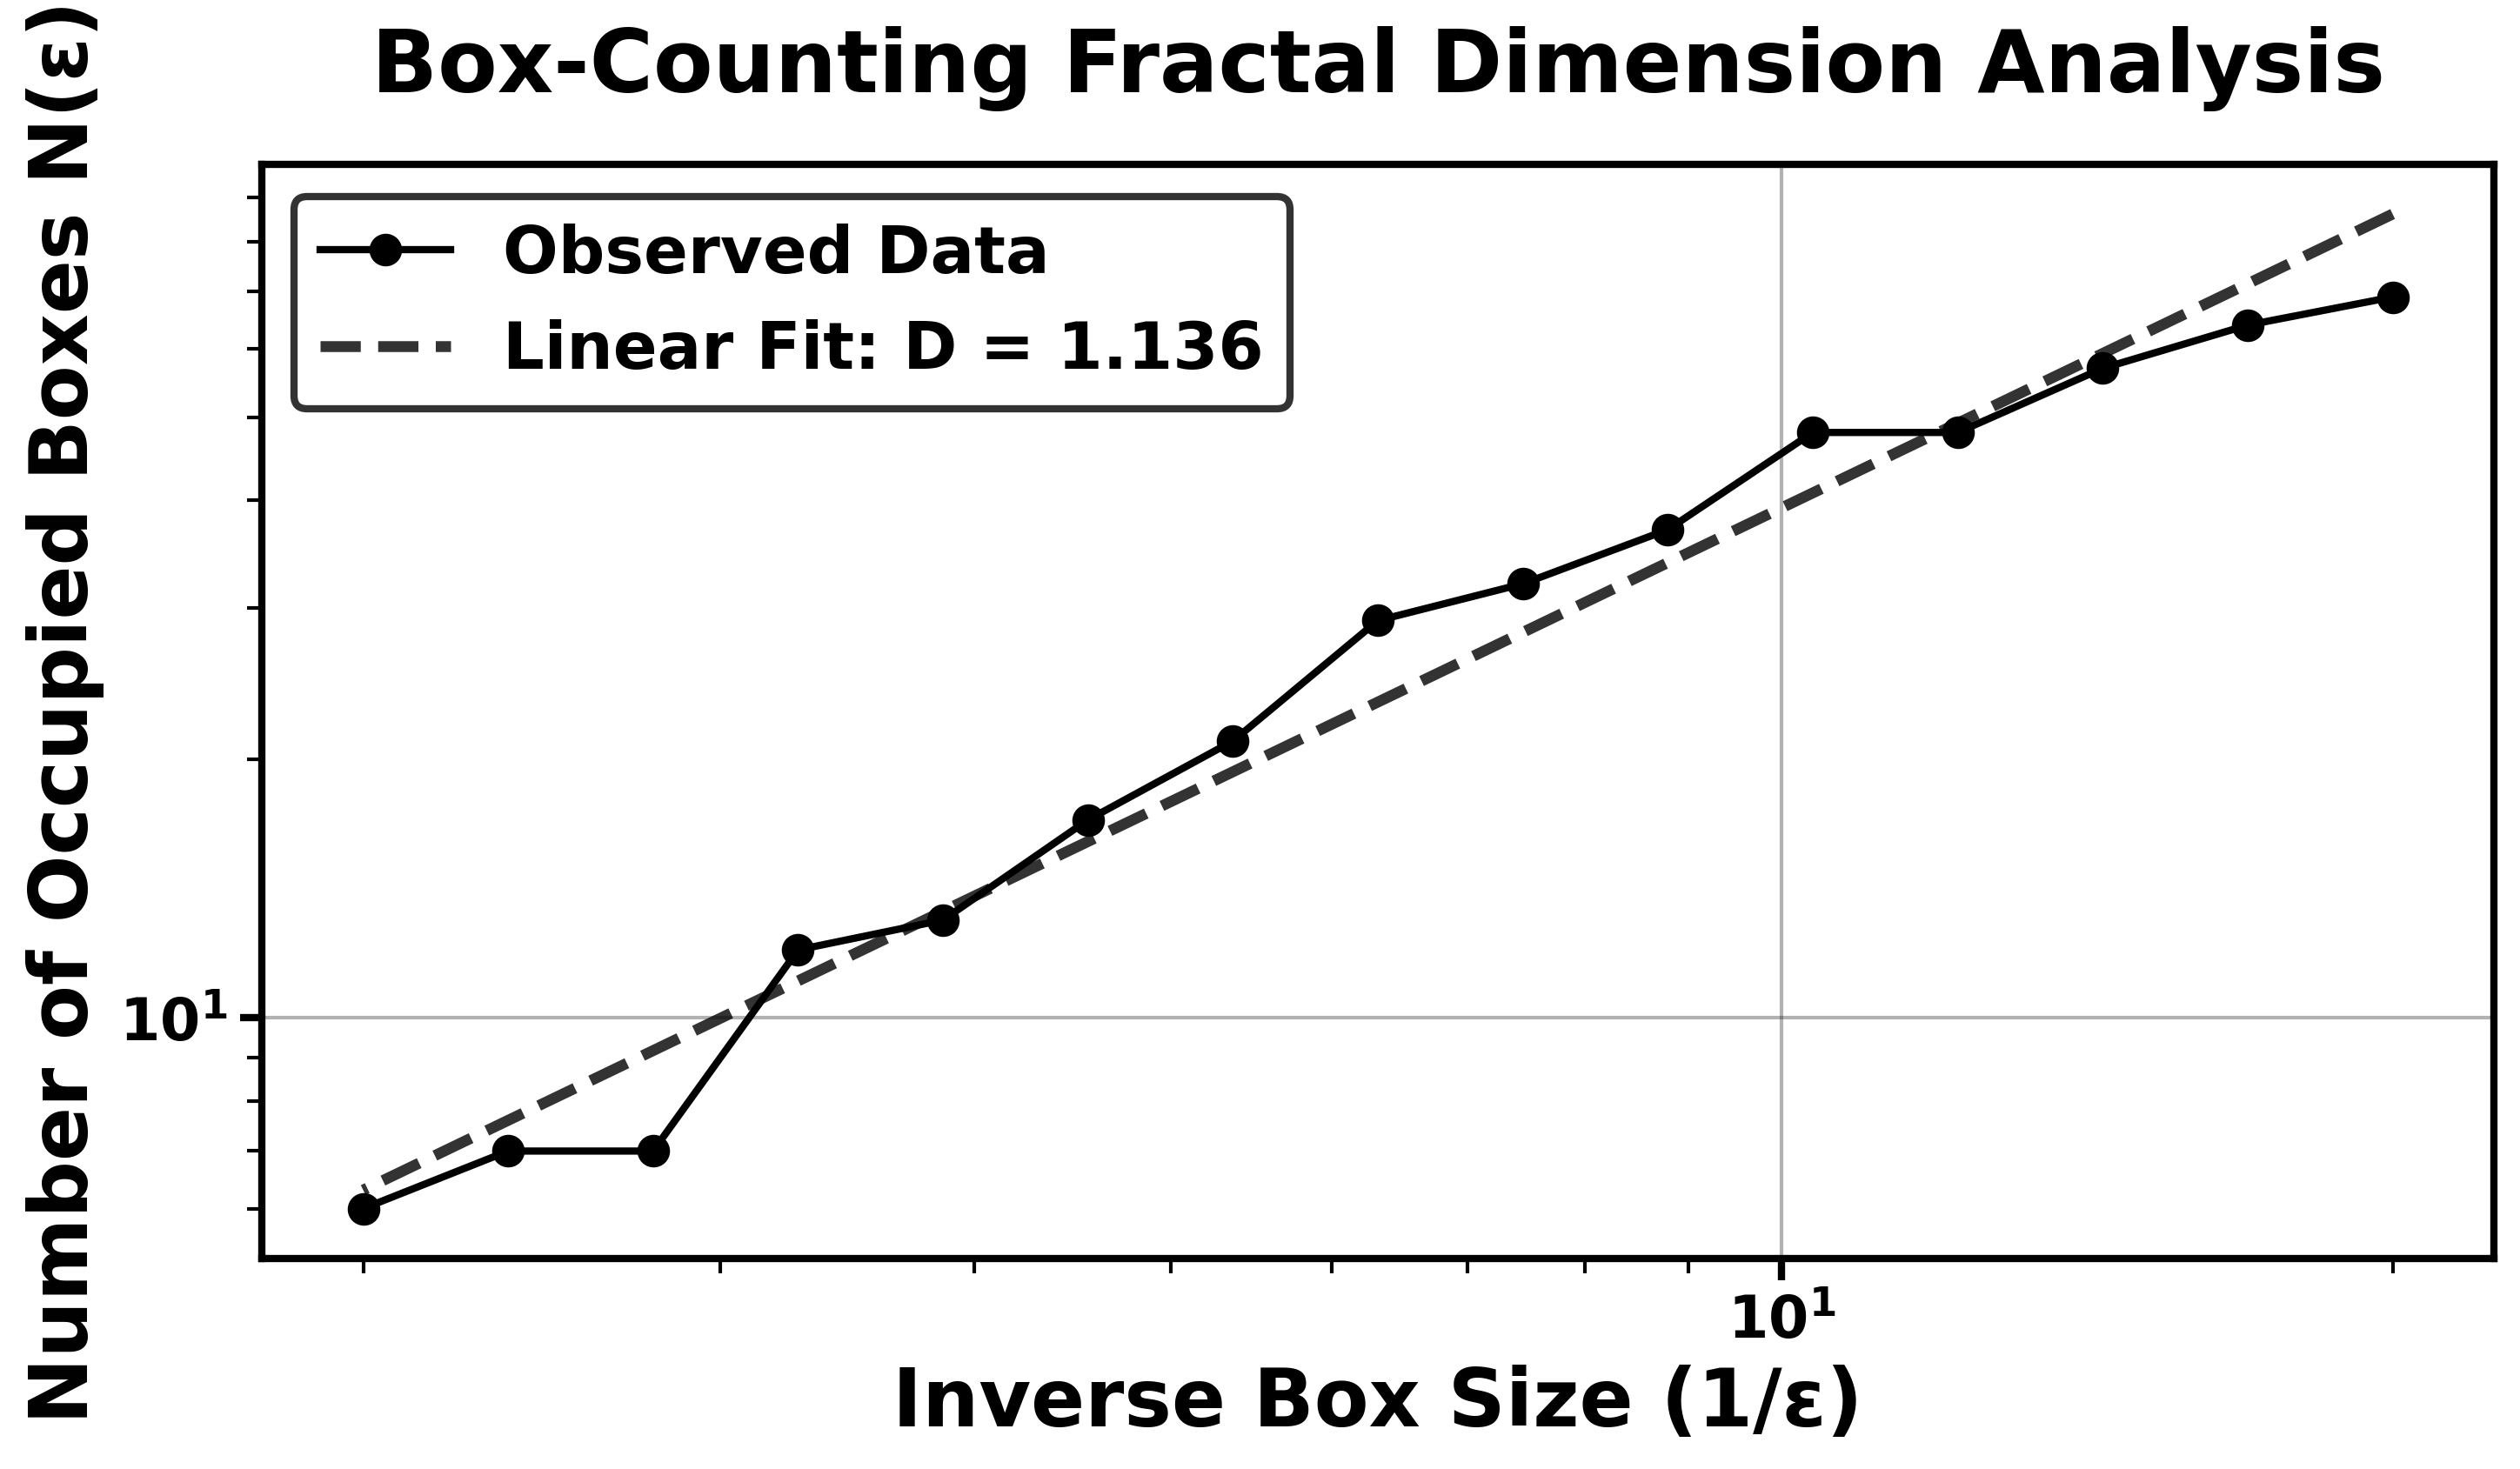 Box-Counting Fractal Dimension Analysis
Number of Occupied Boxes N(ε)
Observed Data
Linear Fit: D = 1.136
10¹
10¹
Inverse Box Size (1/ε)